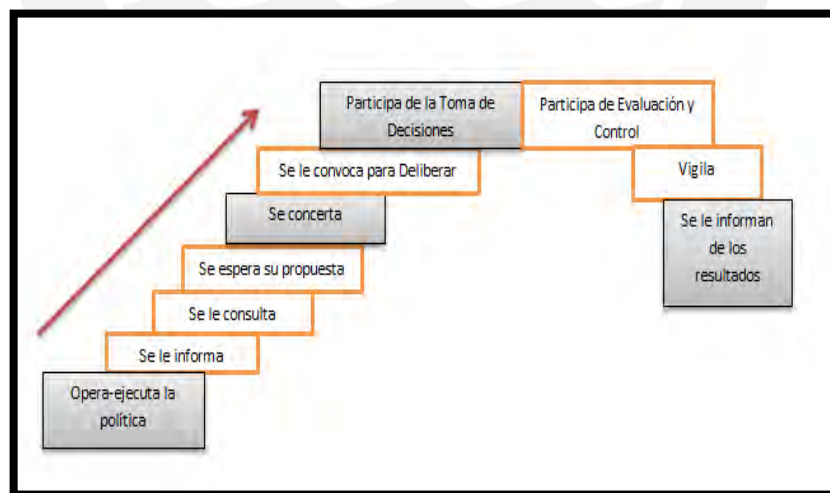 Participa de la Toma de
Decisiones
Participa de Evaluación y
Control
Se le convoca para Deliberar
Vigila
Se concerta
Se le informan
de los
resultados
Se espera su propuesta
Se le consulta
Se le informa
Opera-ejecuta la
política